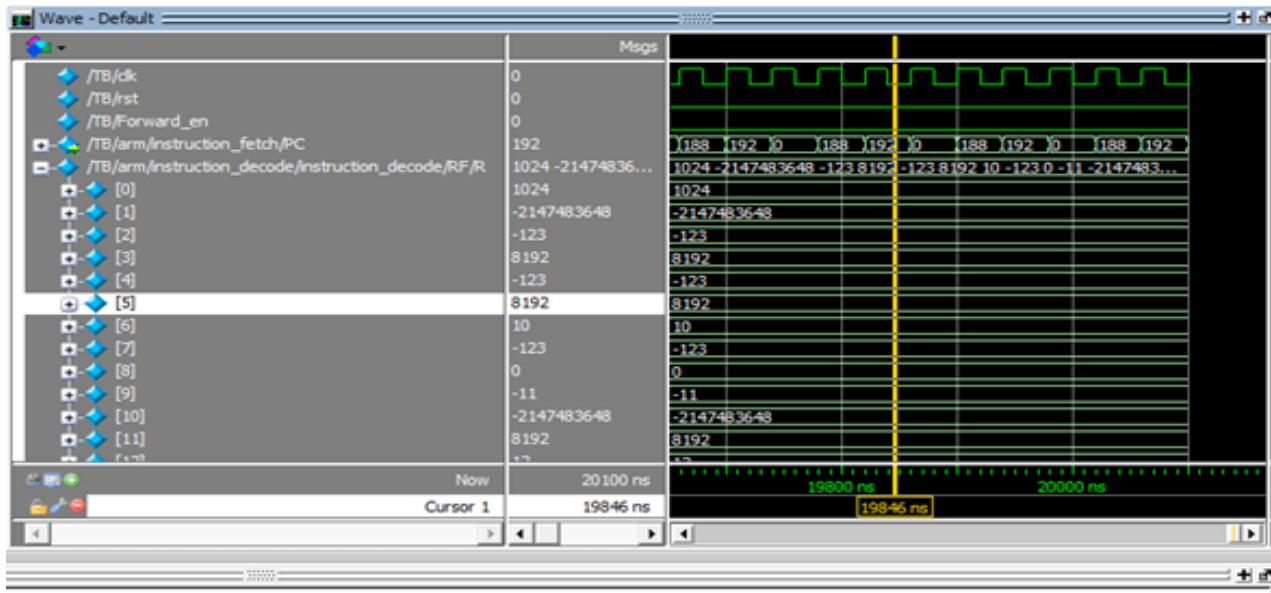 Wave - Default
Msgs
/TB/clk 0
/TB/rst 0
/TB/Forward_en 0
/TB/arm/instruction_fetch/PC 192 188 192 0 188 192 0 188 192 0 188 192
/TB/arm/instruction_decode/instruction_decode/RF/R 1024 -21474836... 1024 -2147483648 -123 8192 -123 8192 10 -123 0 -11 -2147483...
[0] 1024 1024
[1] -2147483648 -2147483648
[2] -123 -123
[3] 8192 8192
[4] -123 -123
[5] 8192 8192
[6] 10 10
[7] -123 -123
[8] 0 0
[9] -11 -11
[10] -2147483648 -2147483648
[11] 8192 8192
Now 20100 ns 19800 ns 20000 ns
Cursor 1 19846 ns 19846 ns